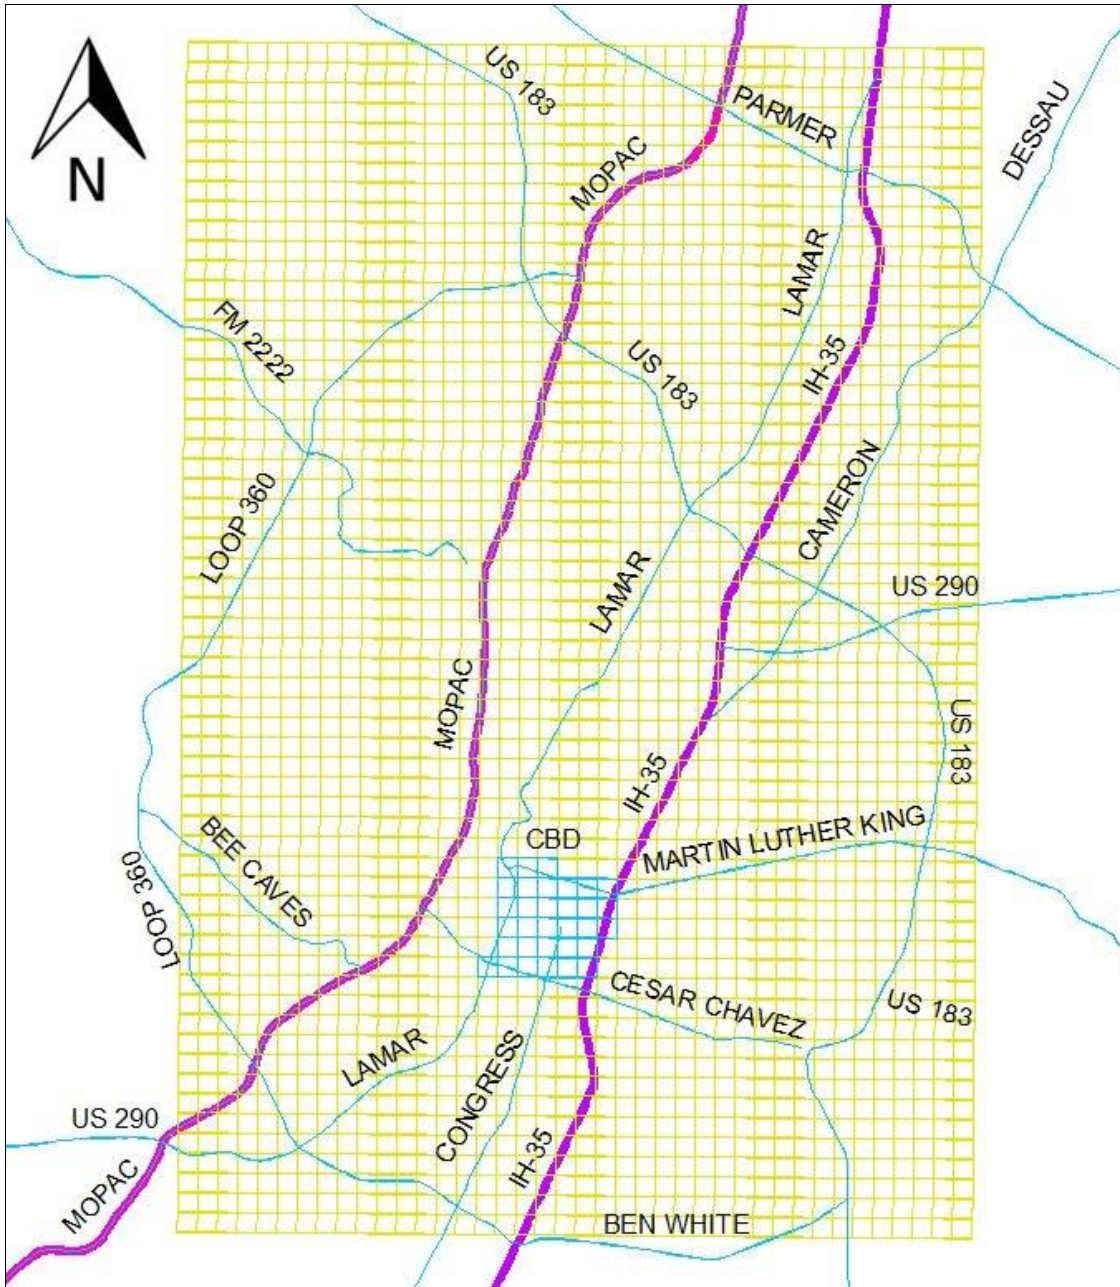 US 183
PARMER
DESSAU
N
MOPAC
LAMAR
FM 2222
US 183
IH-35
LOOP 360
CAMERON
LAMAR
US 290
MOPAC
US 183
IH-35
BEE CAVES
CBD
MARTIN LUTHER KING
LOOP 360
CESAR CHAVEZ
US 183
LAMAR
CONGRESS
US 290
IH-35
MOPAC
BEN WHITE